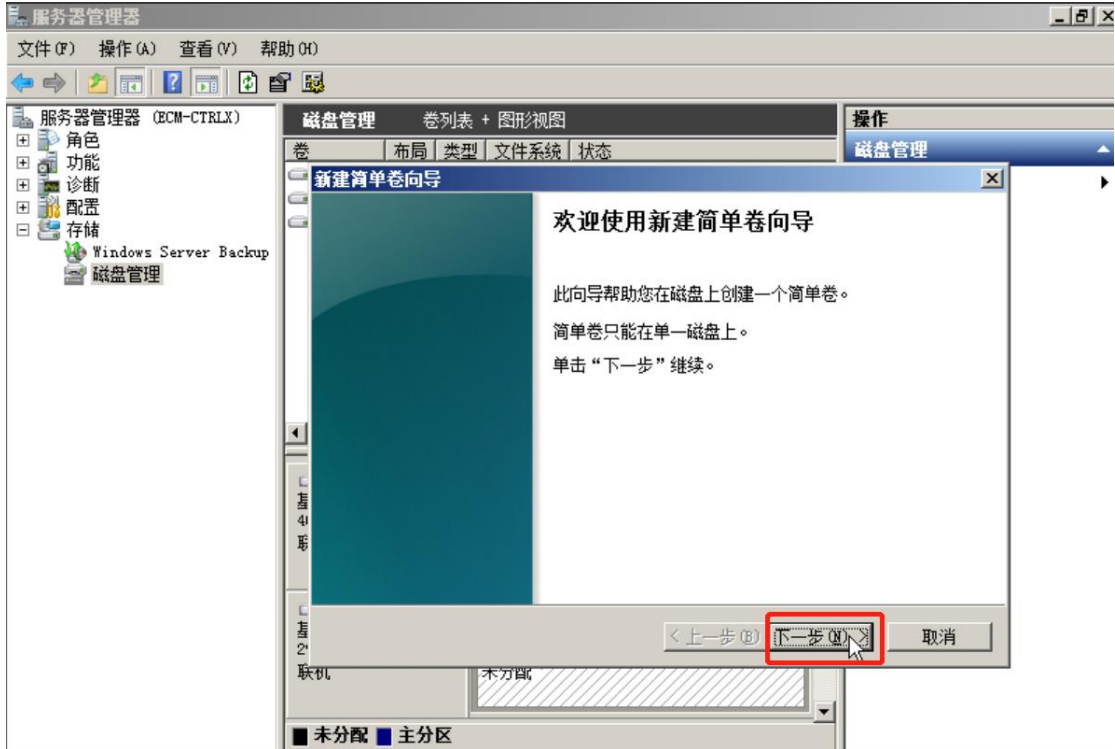 服务器管理器
文件(F) 操作(A) 查看(V) 帮助(H)
服务器管理器 (ECM-CTRLX)
角色
功能
诊断
配置
存储
Windows Server Backup
磁盘管理
磁盘管理 卷列表 + 图形视图
卷 布局 类型 文件系统 状态
操作
磁盘管理
新建简单卷向导
欢迎使用新建简单卷向导
此向导帮助您在磁盘上创建一个简单卷。
简单卷只能在单一磁盘上。
单击“下一步”继续。
<上一步(B) 下一步(N)> 取消
联机
未分配
未分配 主分区